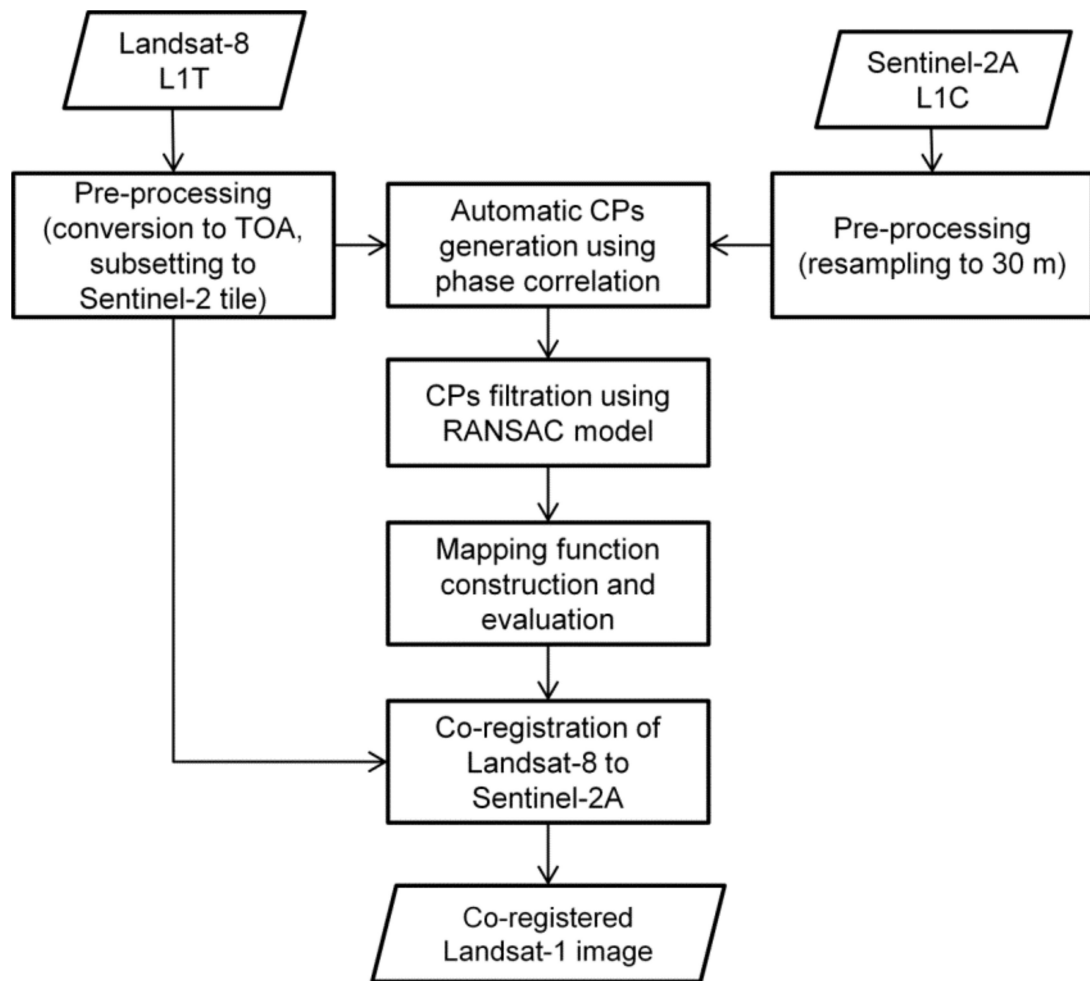 Landsat-8
L1T
Sentinel-2A
L1C
Pre-processing
(conversion to TOA,
subsetting to
Sentinel-2 tile)
Automatic CPs
generation using
phase correlation
Pre-processing
(resampling to 30 m)
CPs filtration using
RANSAC model
Mapping function
construction and
evaluation
Co-registration of
Landsat-8 to
Sentinel-2A
Co-registered
Landsat-1 image